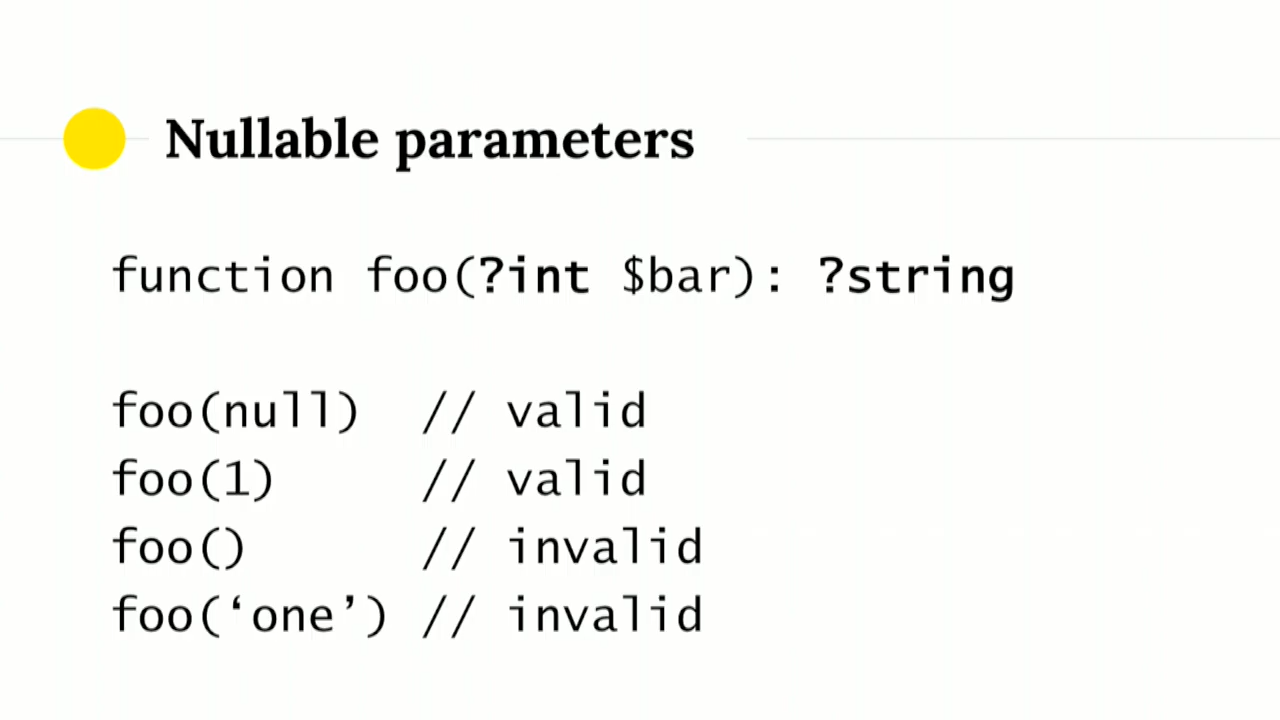 Nullable parameters
function foo(?int $bar): ?string
foo(null) // valid
foo(1) // valid
foo() // invalid
foo(‘one’) // invalid